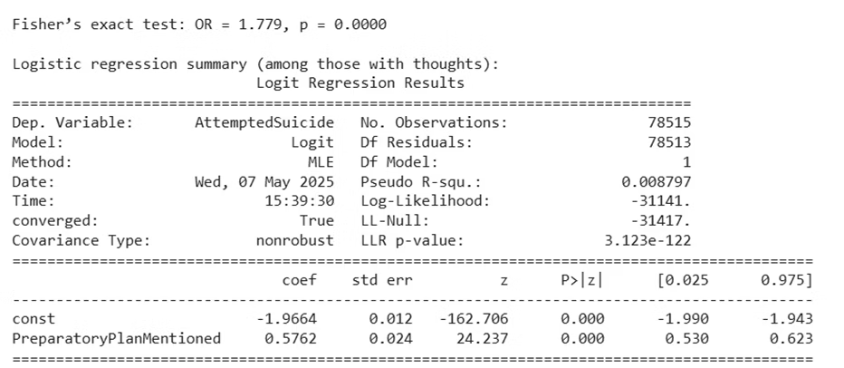 Fisher’s exact test: OR = 1.779, p = 0.0000
Logistic regression summary (among those with thoughts):
Logit Regression Results
==============================================================================
Dep. Variable: AttemptedSuicide No. Observations: 78515
Model: Logit Df Residuals: 78513
Method: MLE Df Model: 1
Date: Wed, 07 May 2025 Pseudo R-squ.: 0.008797
Time: 15:39:30 Log-Likelihood: -31141.
converged: True LL-Null: -31417.
Covariance Type: nonrobust LLR p-value: 3.123e-122
==========================================================================================
coef std err z P>|z| [0.025 0.975]
------------------------------------------------------------------------------------------
const -1.9664 0.012 -162.706 0.000 -1.990 -1.943
PreparatoryPlanMentioned 0.5762 0.024 24.237 0.000 0.530 0.623
==========================================================================================